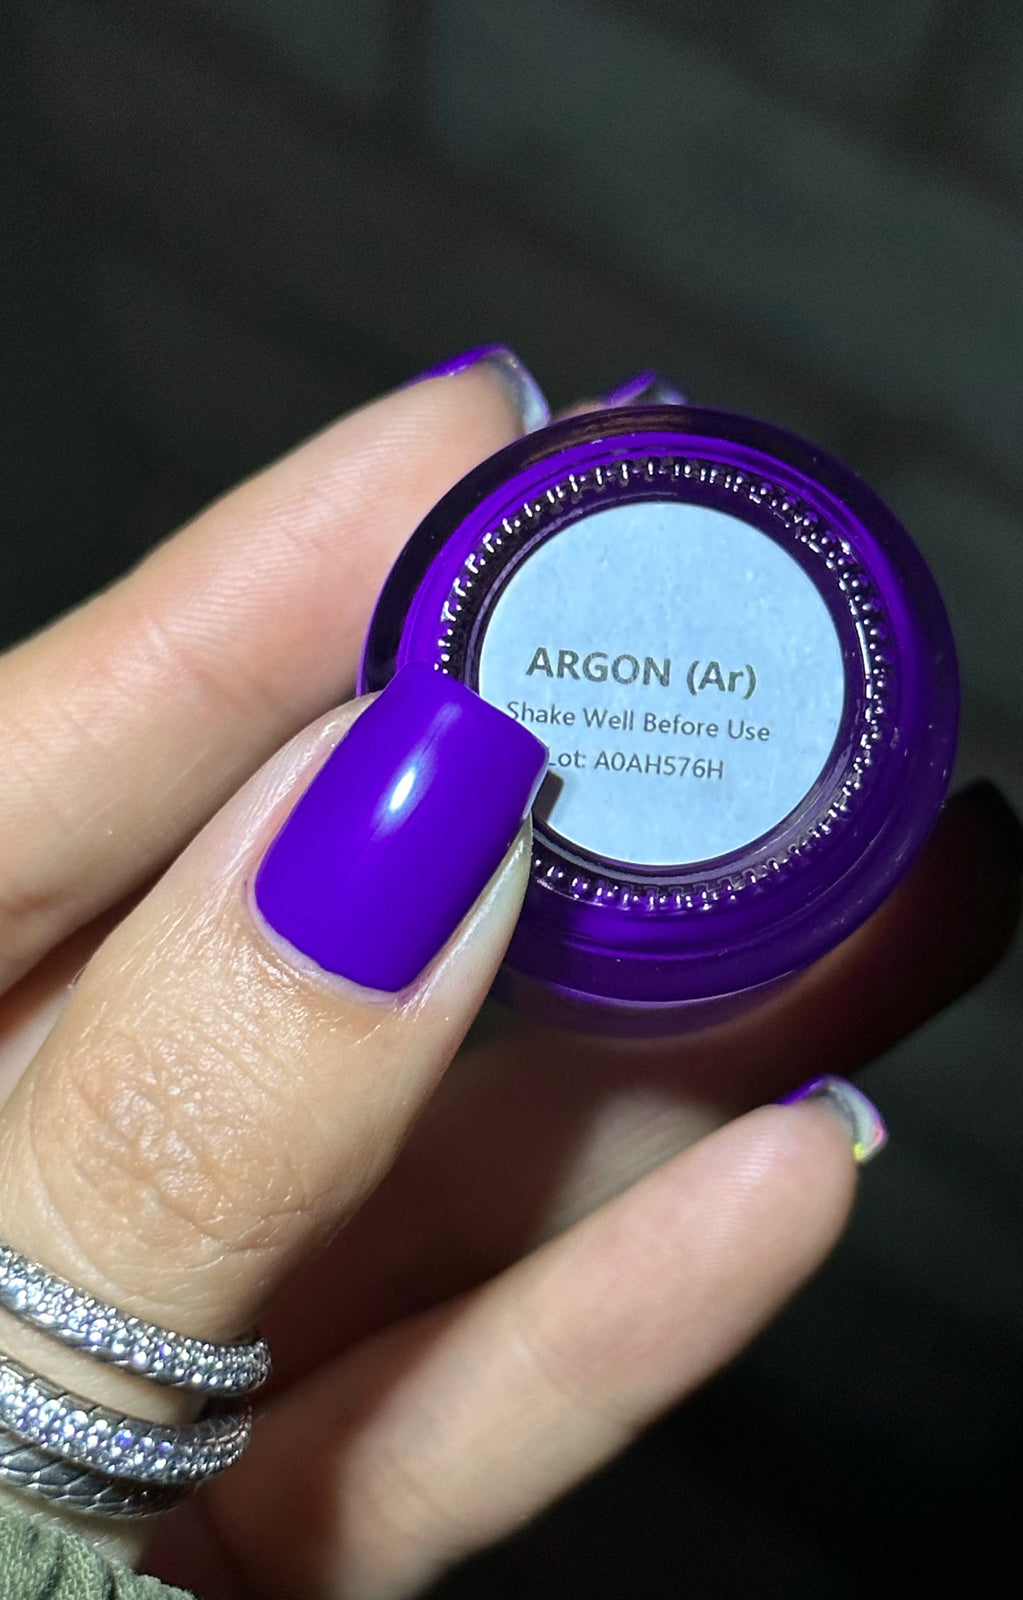 ARGON (Ar)
Shake Well Before Use
Lot: A0AH576H